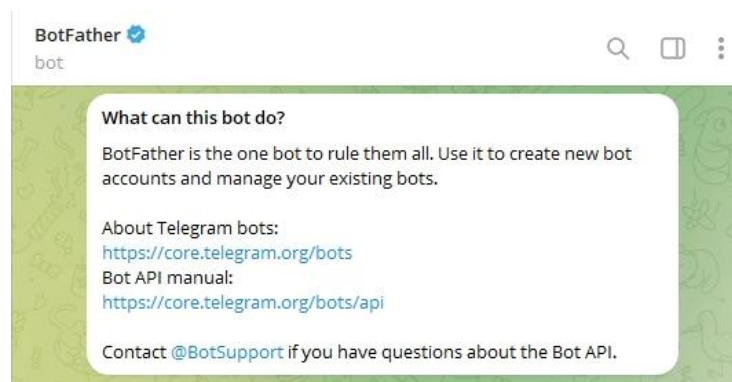 BotFather
bot
What can this bot do?
BotFather is the one bot to rule them all. Use it to create new bot
accounts and manage your existing bots.
About Telegram bots:
https://core.telegram.org/bots
Bot API manual:
https://core.telegram.org/bots/api
Contact @BotSupport if you have questions about the Bot API.